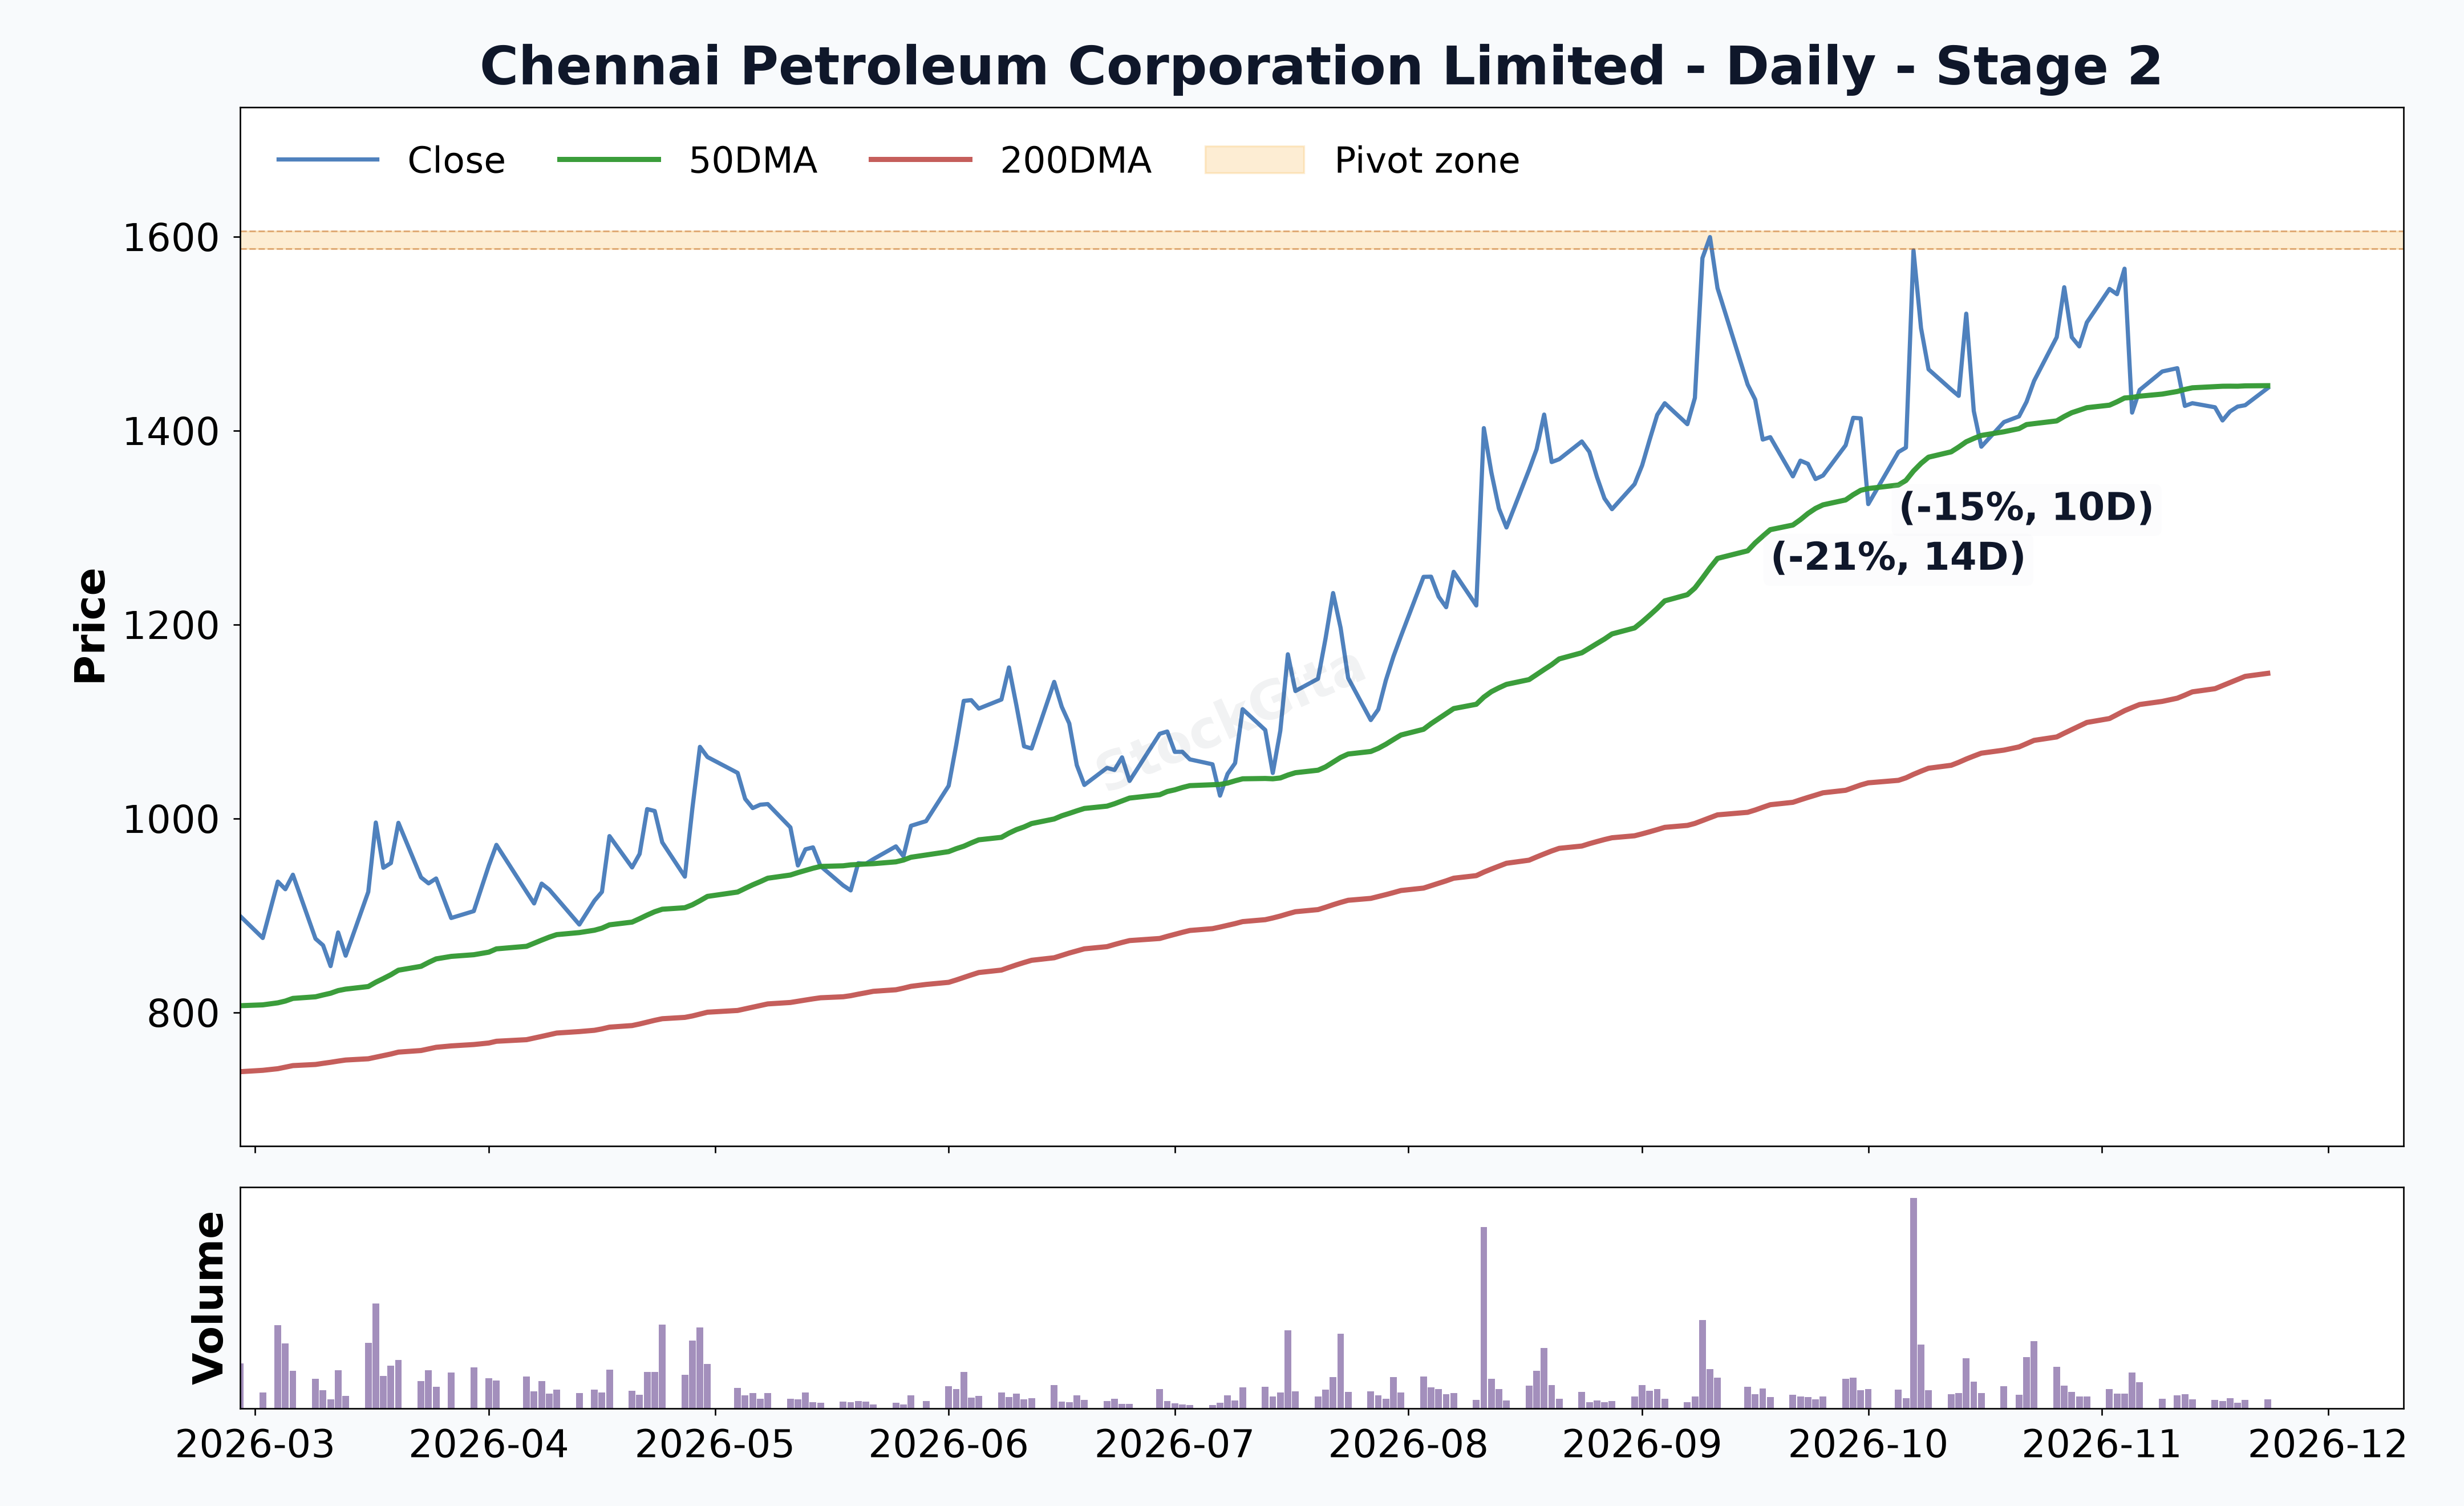 Chennai Petroleum Corporation Limited - Daily - Stage 2
Close 50DMA 200DMA Pivot zone
1600
1400
1200
1000
800
Price
(-15%, 10D)
(-21%, 14D)
StockGita
Volume
2026-03 2026-04 2026-05 2026-06 2026-07 2026-08 2026-09 2026-10 2026-11 2026-12